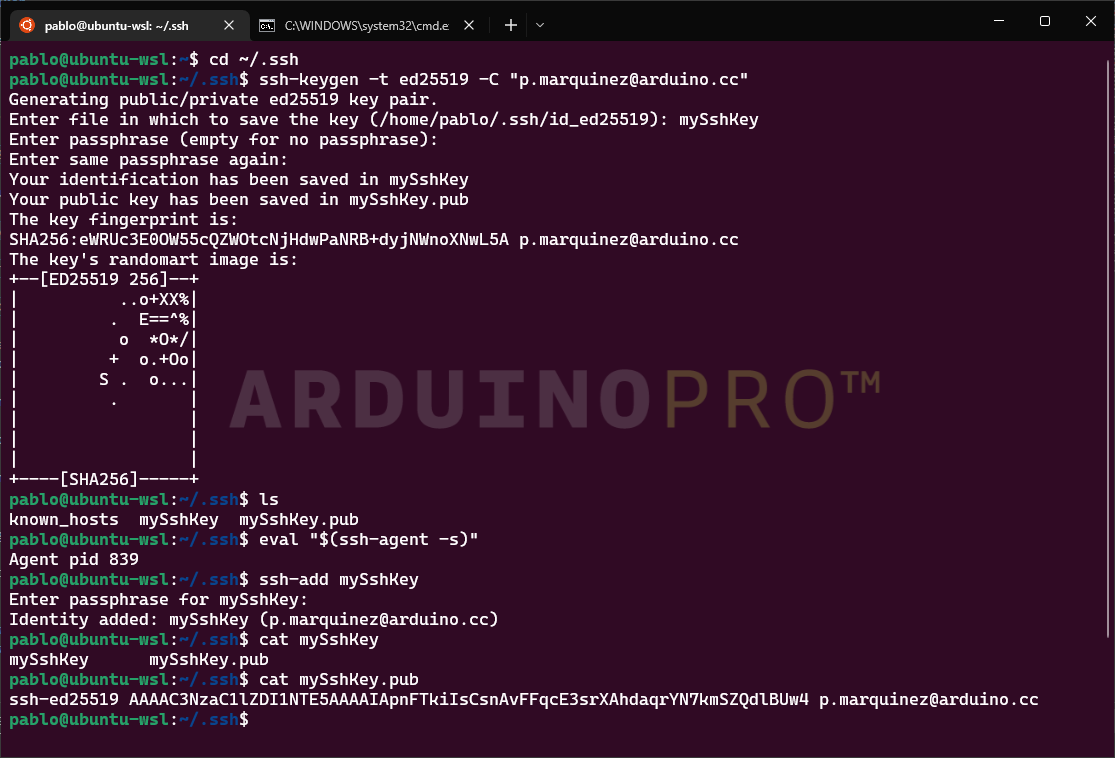 pablo@ubuntu-wsl: ~/.ssh
C:\WINDOWS\system32\cmd.e
pablo@ubuntu-wsl:~$ cd ~/.ssh
pablo@ubuntu-wsl:~/.ssh$ ssh-keygen -t ed25519 -C "p.marquinez@arduino.cc"
Generating public/private ed25519 key pair.
Enter file in which to save the key (/home/pablo/.ssh/id_ed25519): mySshKey
Enter passphrase (empty for no passphrase):
Enter same passphrase again:
Your identification has been saved in mySshKey
Your public key has been saved in mySshKey.pub
The key fingerprint is:
SHA256:eWRUc3E0OW55cQZWOtcNjHdwPaNRB+dyjNWnoXNwL5A p.marquinez@arduino.cc
The key's randomart image is:
+--[ED25519 256]--+
|          ..o+XX%|
|         .  E==^%|
|          o  *O*/|
|         +  o.+Oo|
|        S .  o...|
|         .       |
|                 |
|                 |
|                 |
+----[SHA256]-----+
ARDUINOPRO™
pablo@ubuntu-wsl:~/.ssh$ ls
known_hosts  mySshKey  mySshKey.pub
pablo@ubuntu-wsl:~/.ssh$ eval "$(ssh-agent -s)"
Agent pid 839
pablo@ubuntu-wsl:~/.ssh$ ssh-add mySshKey
Enter passphrase for mySshKey:
Identity added: mySshKey (p.marquinez@arduino.cc)
pablo@ubuntu-wsl:~/.ssh$ cat mySshKey
mySshKey      mySshKey.pub
pablo@ubuntu-wsl:~/.ssh$ cat mySshKey.pub
ssh-ed25519 AAAAC3NzaC1lZDI1NTE5AAAAIApnFTkiIsCsnAvFFqcE3srXAhdaqrYN7kmSZQdlBUw4 p.marquinez@arduino.cc
pablo@ubuntu-wsl:~/.ssh$